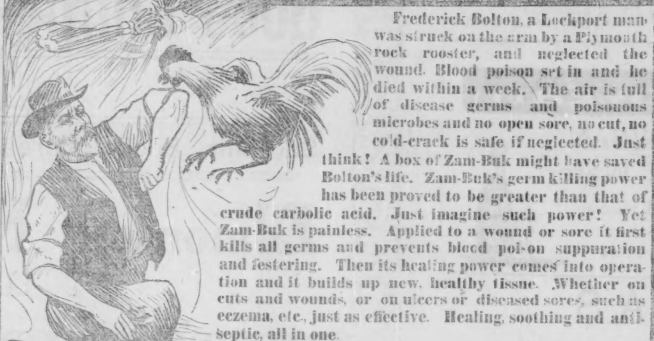 Frederick Bolton, a Lockport man
was struck on the arm by a Plymouth
rock rooster, and neglected the
wound. Blood poison set in and he
died within a week. The air is full
of disease germs and poisonous
microbes and no open sore, no cut, no
cold-crack is safe if neglected. Just
think! A box of Zam-Buk might have saved
Bolton's life. Zam-Buk's germ killing power
has been proved to be greater than that of
crude carbolic acid. Just imagine such power! Yet
Zam-Buk is painless. Applied to a wound or sore it first
kills all germs and prevents blood poison suppuration
and festering. Then its healing power comes into opera-
tion and it builds up new, healthy tissue. Whether on
cuts and wounds, or on ulcers or diseased sores, such as
eczema, etc., just as effective. Healing, soothing and anti-
septic, all in one.